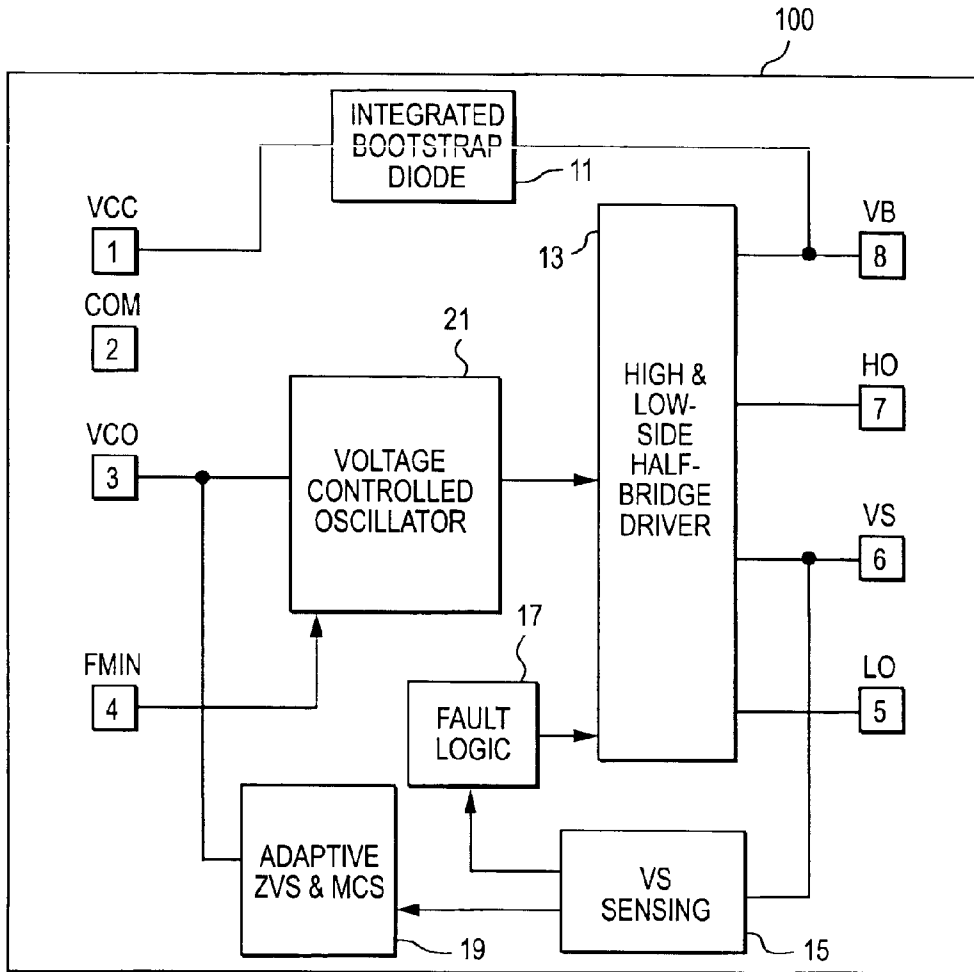 100
INTEGRATED
BOOTSTRAP
DIODE
11
VCC
1
COM
2
VCO
3
FMIN
4
21
VOLTAGE
CONTROLLED
OSCILLATOR
13
HIGH &
LOW-
SIDE
HALF-
BRIDGE
DRIVER
VB
8
HO
7
VS
6
LO
5
17
FAULT
LOGIC
ADAPTIVE
ZVS & MCS
19
VS
SENSING
15